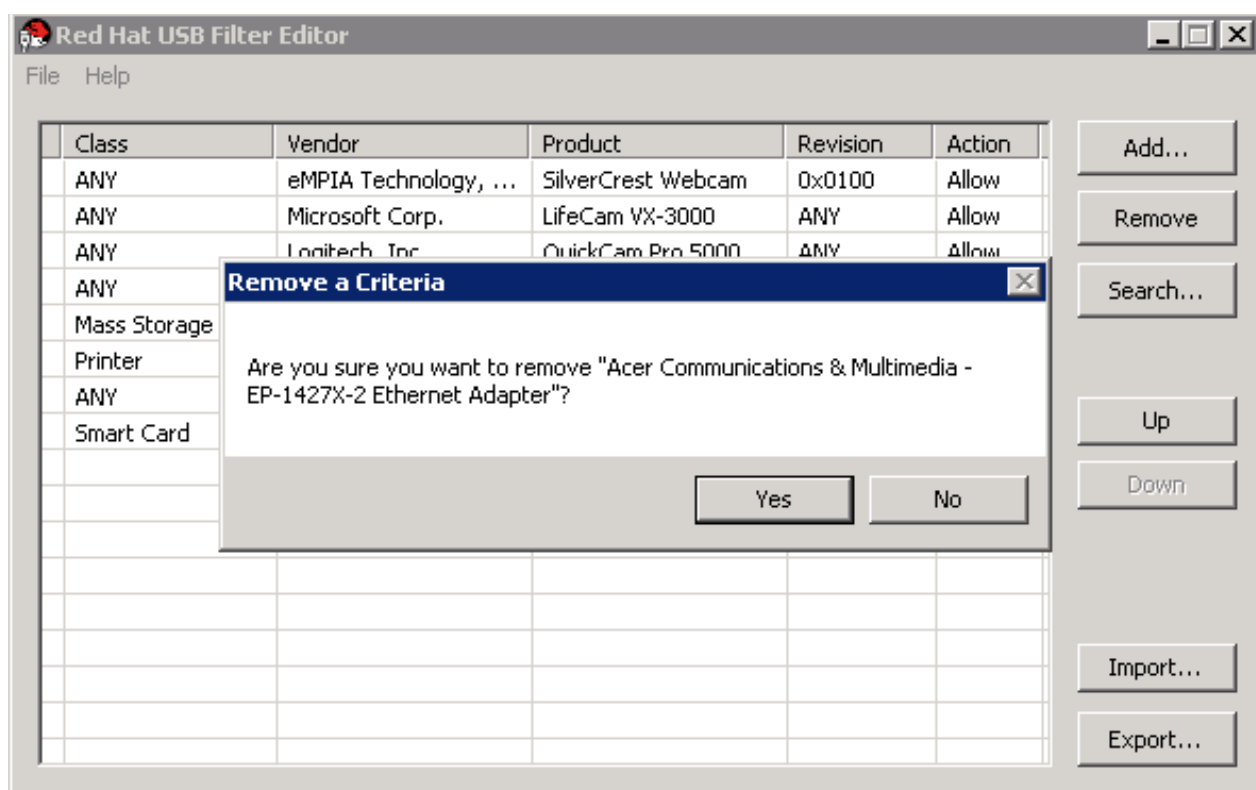 Red Hat USB Filter Editor
File Help
Class Vendor Product Revision Action
Add...
ANY eMPIA Technology, ... SilverCrest Webcam 0x0100 Allow
ANY Microsoft Corp. LifeCam VX-3000 ANY Allow
Remove
ANY Logitech, Inc. QuickCam Pro 5000 ANY Allow
Remove a Criteria
ANY
Search...
Mass Storage
Printer
Are you sure you want to remove "Acer Communications & Multimedia -
EP-1427X-2 Ethernet Adapter"?
ANY
Up
Smart Card
Yes No
Down
Import...
Export...